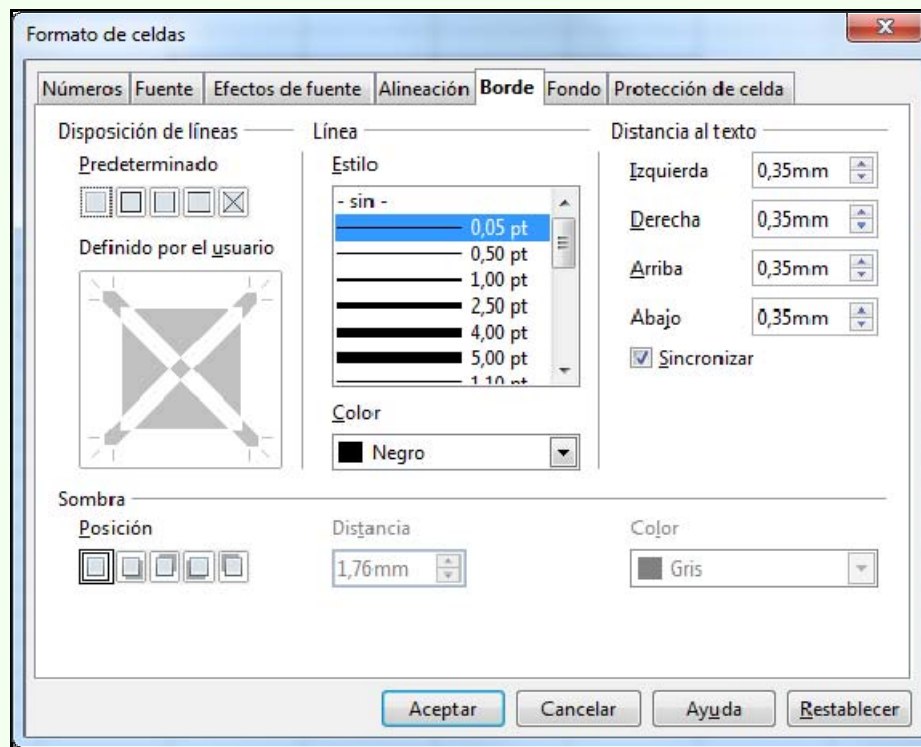 Formato de celdas
Números Fuente Efectos de fuente Alineación Borde Fondo Protección de celda
Disposición de líneas Línea Distancia al texto
Predeterminado Estilo Izquierda 0,35mm
- sin -
0,05 pt
Derecha 0,35mm
Definido por el usuario 0,50 pt
1,00 pt
Arriba 0,35mm
2,50 pt
4,00 pt
Abajo 0,35mm
5,00 pt
Sincronizar
1,10 pt
Color
Negro
Sombra
Posición Distancia Color
1,76mm Gris
Aceptar Cancelar Ayuda Restablecer